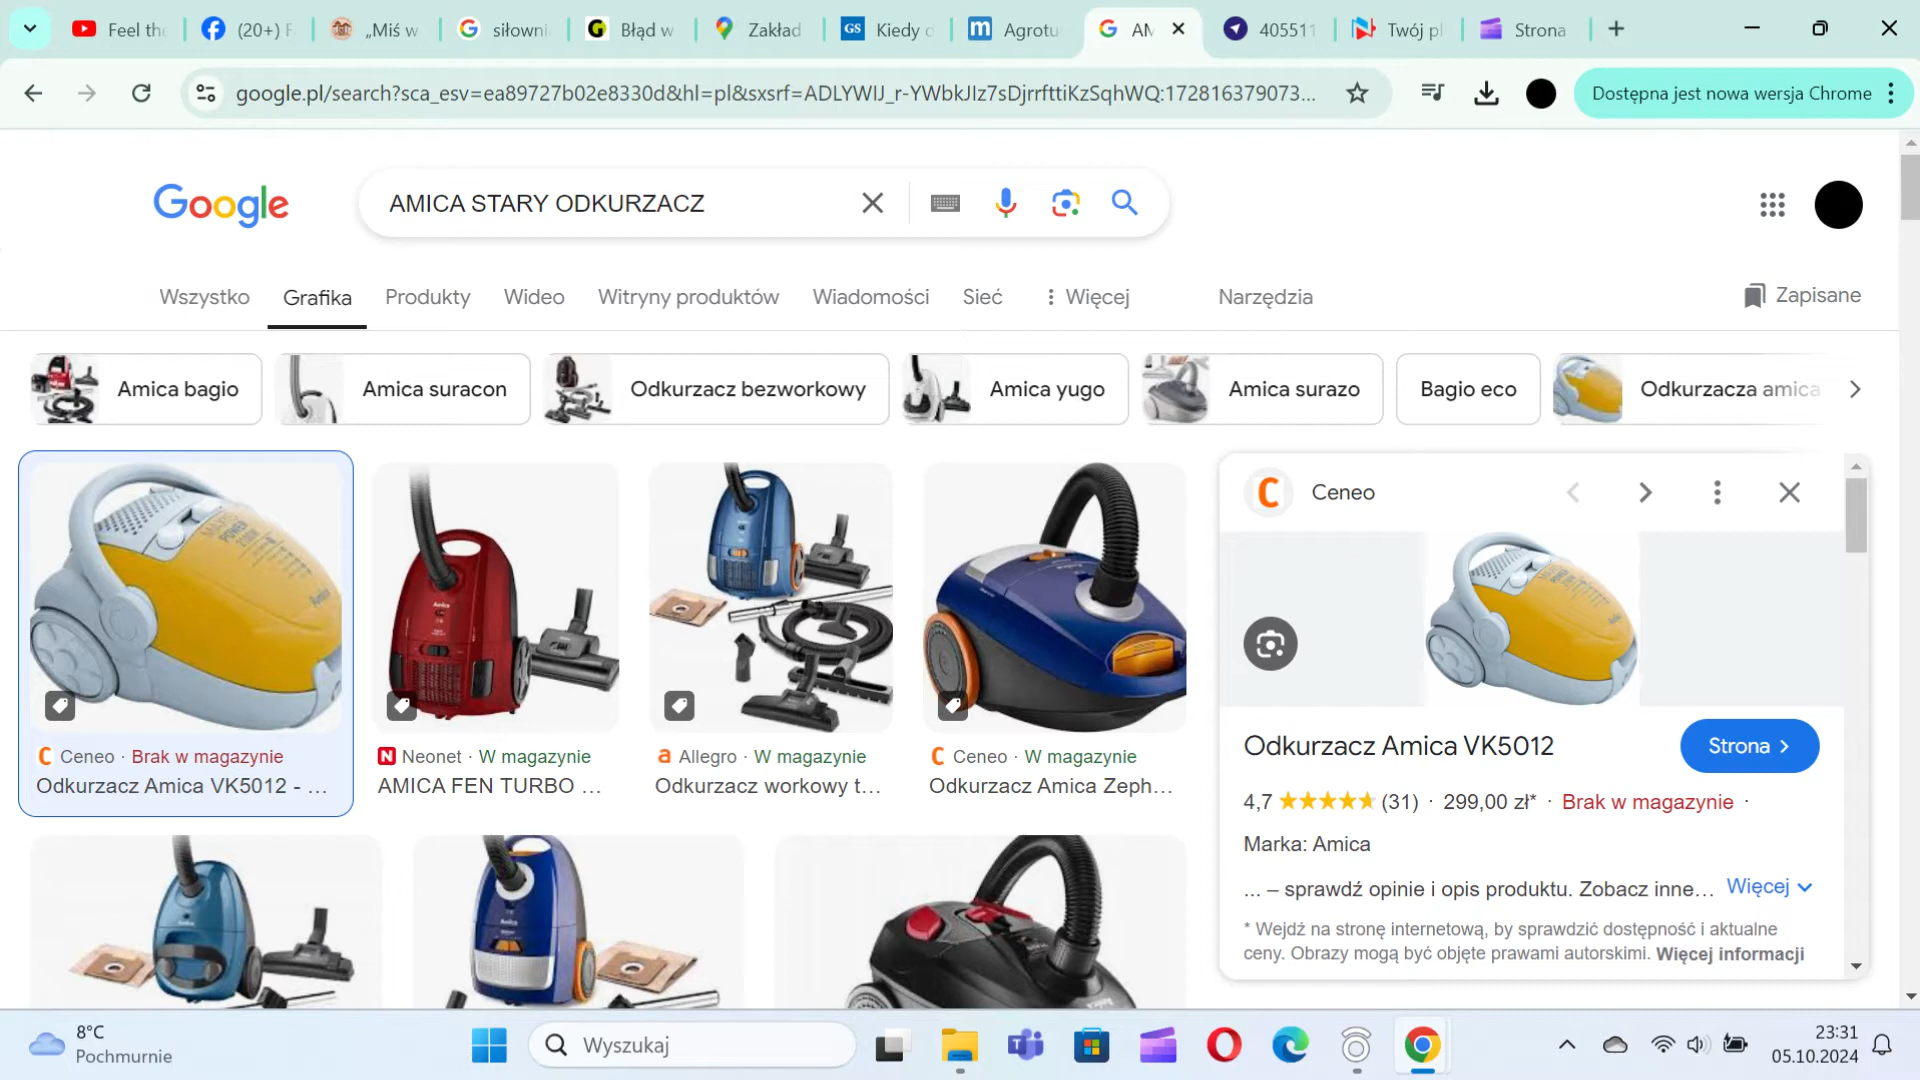 Feel the
(20+) F
„Miś w
siłowni
Błąd w
Zakład
GS
Kiedy c
m
Agrotu
AM
405511
Twój pl
Strona
google.pl/search?sca_esv=ea89727b02e8330d&hl=pl&sxsrf=ADLYWIJ_r-YWbkJIz7sDjrrfttiKzSqhWQ:172816379073...
Dostępna jest nowa wersja Chrome
Google
AMICA STARY ODKURZACZ
Wszystko
Grafika
Produkty
Wideo
Witryny produktów
Wiadomości
Sieć
Więcej
Narzędzia
Zapisane
Amica bagio
Amica suracon
Odkurzacz bezworkowy
Amica yugo
Amica surazo
Bagio eco
Odkurzacza amica
Ceneo · Brak w magazynie
Odkurzacz Amica VK5012 - ...
Neonet · W magazynie
AMICA FEN TURBO ...
Allegro · W magazynie
Odkurzacz workowy t...
Ceneo · W magazynie
Odkurzacz Amica Zeph...
Ceneo
Odkurzacz Amica VK5012
Strona
4,7 (31) · 299,00 zł* · Brak w magazynie ·
Marka: Amica
... – sprawdź opinie i opis produktu. Zobacz inne... Więcej
* Wejdź na stronę internetową, by sprawdzić dostępność i aktualne
ceny. Obrazy mogą być objęte prawami autorskimi. Więcej informacji
8°C
Pochmurnie
Wyszukaj
23:31
05.10.2024